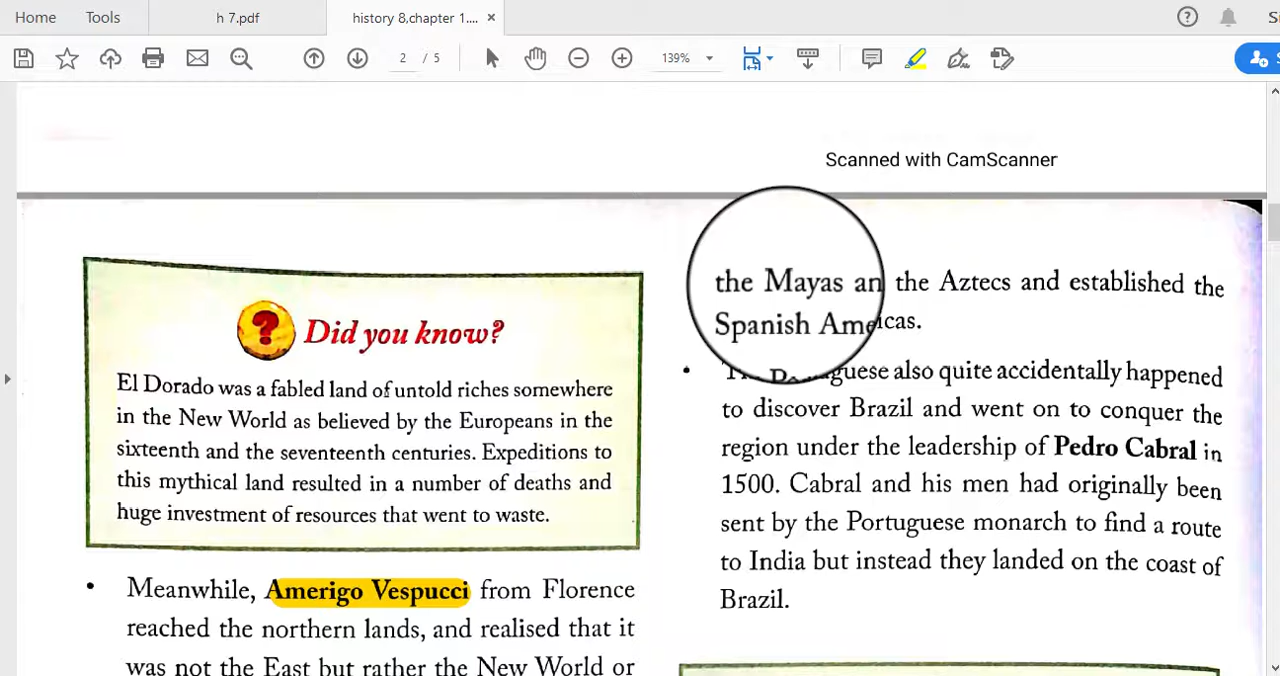 Home
Tools
h 7.pdf
history 8,chapter 1....
2 / 5
139%
Scanned with CamScanner
Did you know?
El Dorado was a fabled land of untold riches somewhere
in the New World as believed by the Europeans in the
sixteenth and the seventeenth centuries. Expeditions to
this mythical land resulted in a number of deaths and
huge investment of resources that went to waste.
• Meanwhile, Amerigo Vespucci from Florence
reached the northern lands, and realised that it
was not the East but rather the New World or
the Mayas an the Aztecs and established the
Spanish Ameicas.
• guese also quite accidentally happened
to discover Brazil and went on to conquer the
region under the leadership of Pedro Cabral in
1500. Cabral and his men had originally been
sent by the Portuguese monarch to find a route
to India but instead they landed on the coast of
Brazil.